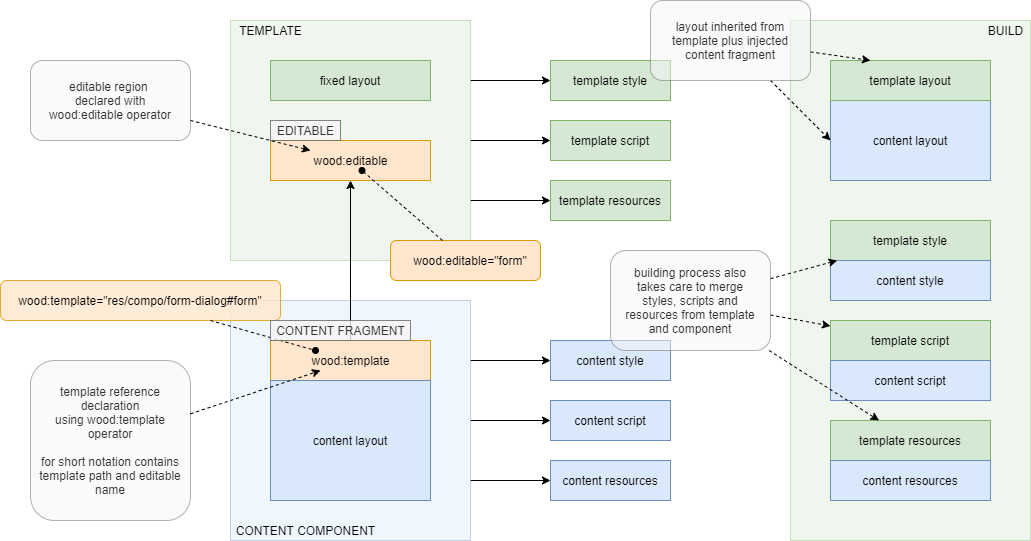 TEMPLATE
fixed layout
EDITABLE
wood:editable
editable region
declared with
wood:editable operator
template style
template script
template resources
layout inherited from
template plus injected
content fragment
BUILD
template layout
content layout
template style
content style
template script
content script
template resources
content resources
wood:editable="form"
building process also
takes care to merge
styles, scripts and
resources from template
and component
wood:template="res/compo/form-dialog#form"
CONTENT FRAGMENT
wood:template
content layout
CONTENT COMPONENT
template reference
declaration
using wood:template
operator
for short notation contains
template path and editable
name
content style
content script
content resources